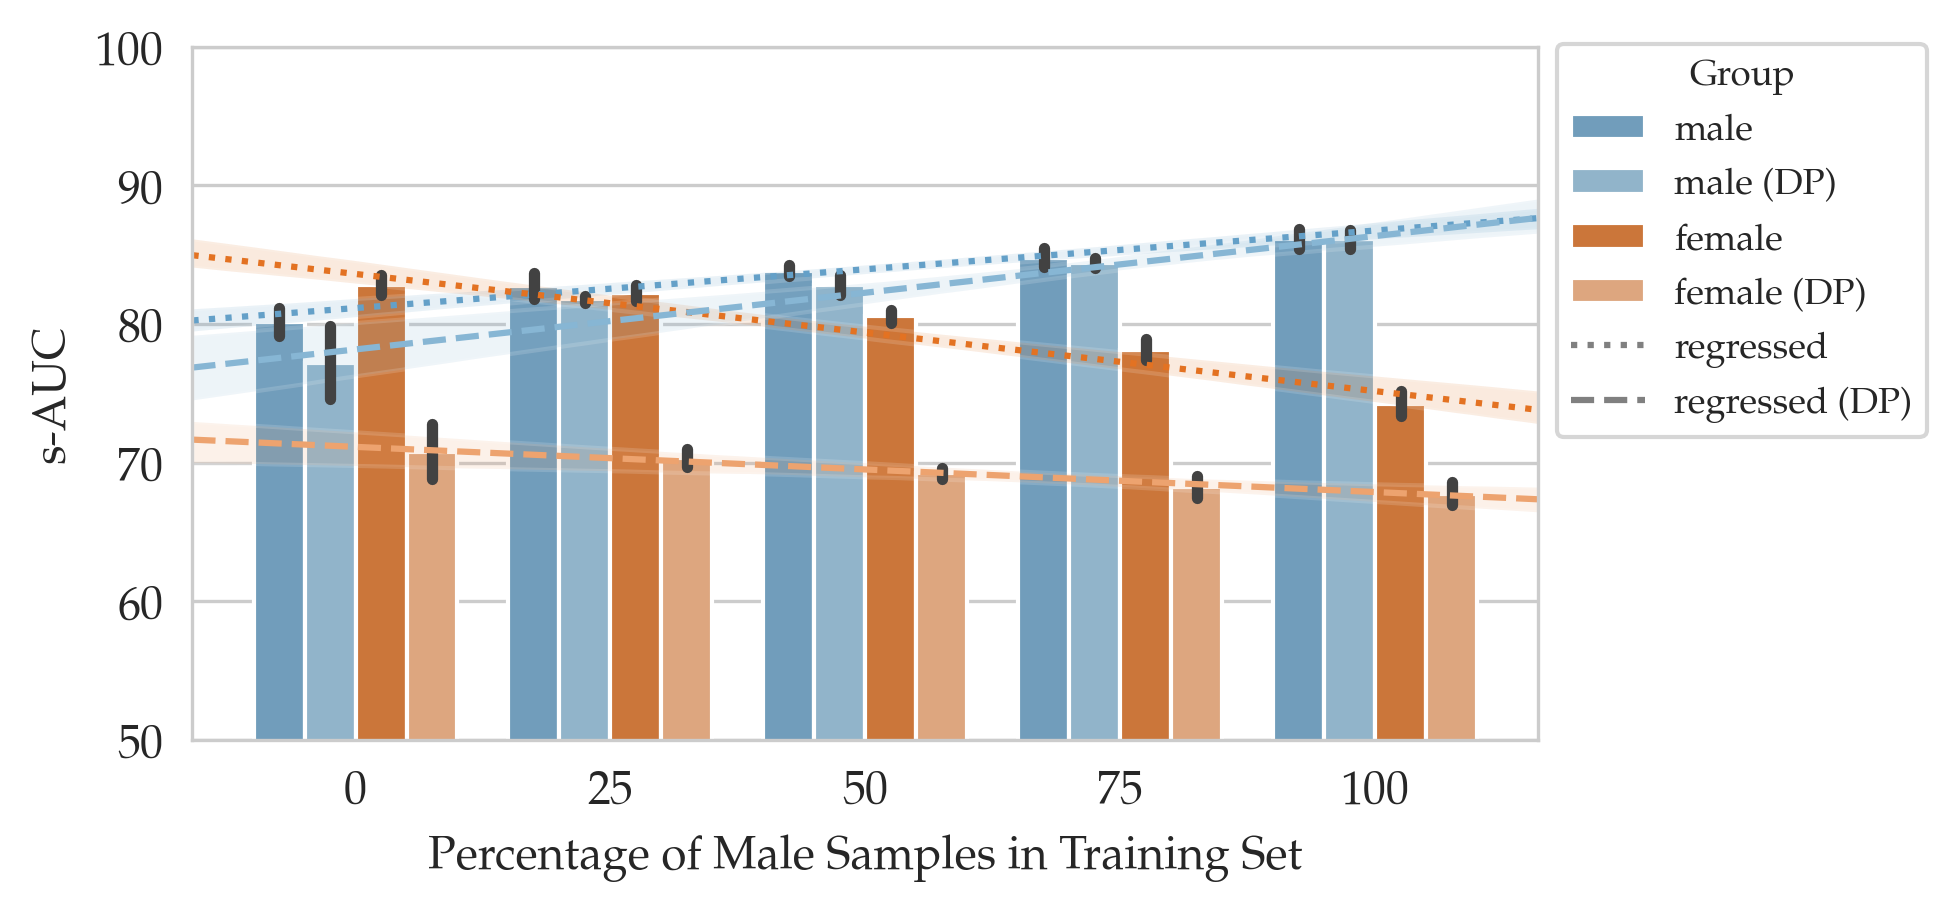 100
90
80
70
60
50
s-AUC
0 25 50 75 100
Percentage of Male Samples in Training Set
Group
male
male (DP)
female
female (DP)
regressed
regressed (DP)